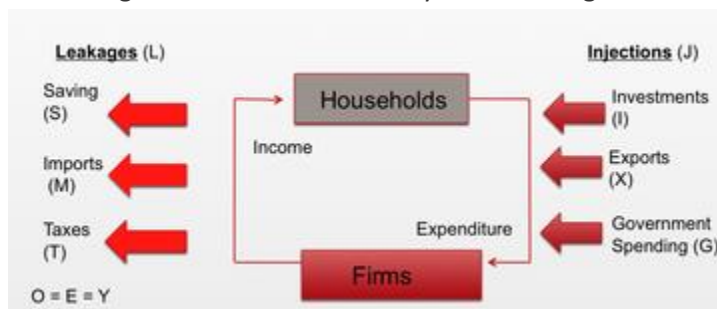 Leakages (L)
Injections (J)
Saving
(S)
Households
Investments
(I)
Income
Imports
(M)
Exports
(X)
Taxes
(T)
Expenditure
Government
Spending (G)
Firms
O = E = Y